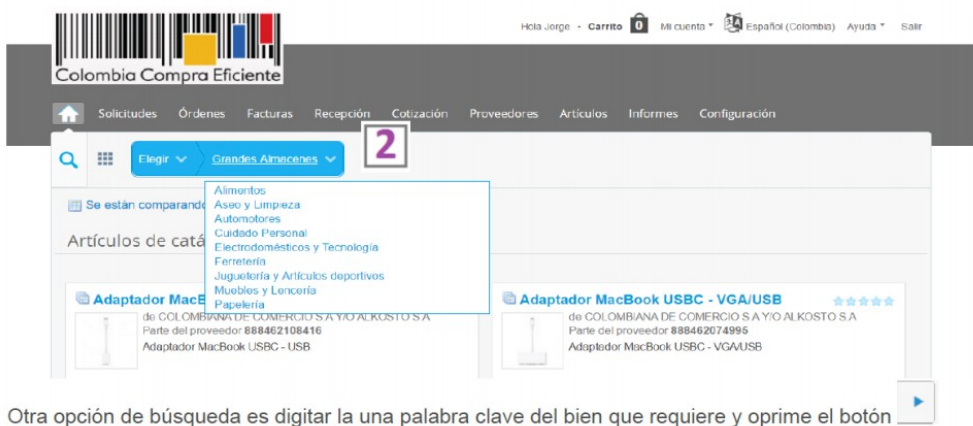 Hola Jorge - Carrito 0 Mi cuenta Español (Colombia) Ayuda Salir
Colombia Compra Eficiente
Solicitudes Órdenes Facturas Recepción Cotización Proveedores Artículos Informes Configuración
2
Elegir Grandes Almacenes
Alimentos
Se están comparando Aseo y Limpieza
Automotores
Cuidado Personal
Artículos de catá Electrodomésticos y Tecnología
Ferretería
Juguetería y Artículos deportivos
Muebles y Lencería
Papelería
Adaptador MacB
de COLOMBIANA DE COMERCIO S A Y/O ALKOSTO S A
Parte del proveedor 888462108416
Adaptador MacBook USBC - USB
Adaptador MacBook USBC - VGA/USB
de COLOMBIANA DE COMERCIO S A Y/O ALKOSTO S A
Parte del proveedor 888462074995
Adaptador MacBook USBC - VGA/USB
Otra opción de búsqueda es digitar la una palabra clave del bien que requiere y oprime el botón